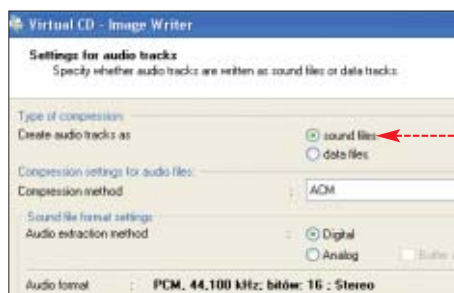 Virtual CD - Image Writer
Settings for audio tracks
Specify whether audio tracks are written as sound files or data tracks.
Type of compression:
Create audio tracks as
sound files
data files
Compression settings for audio files:
Compression method : ACM
Sound file format settings
Audio extraction method : Digital
Analog
Audio format : PCM, 44,100 kHz; bitów: 16 ; Stereo